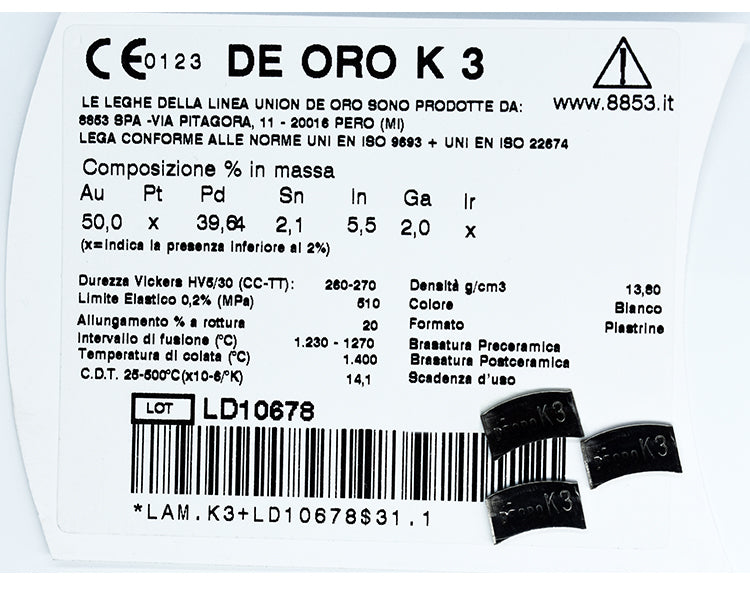 CE 0123 DE ORO K 3
LE LEGHE DELLA LINEA UNION DE ORO SONO PRODOTTE DA: www.8853.it
8853 SPA -VIA PITAGORA, 11 - 20016 PERO (MI)
LEGA CONFORME ALLE NORME UNI EN ISO 9693 + UNI EN ISO 22674
Composizione % in massa
Au Pt Pd Sn In Ga Ir
50,0 x 39,64 2,1 5,5 2,0 x
(x=indica la presenza inferiore al 2%)
Durezza Vickers HV5/30 (CC-TT): 260-270 Densità g/cm3 13,80
Limite Elastico 0,2% (MPa) 510 Colore Bianco
Allungamento % a rottura 20 Formato Piastrine
Intervallo di fusione (°C) 1.230 - 1270 Brasatura Preceramica
Temperatura di colata (°C) 1.400 Brasatura Postceramica
C.D.T. 25-500°C(x10-6/°K) 14,1 Scadenza d'uso
LOT LD10678
*LAM.K3+LD10678$31.1
K3
K3
K3